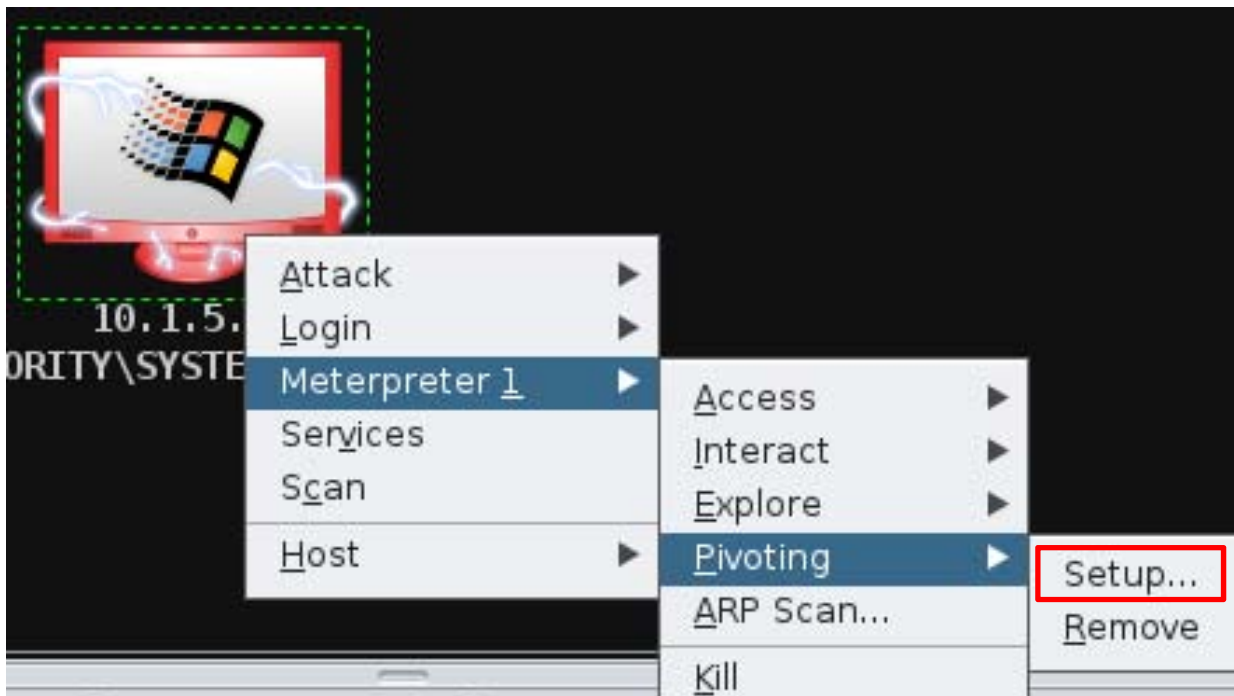 10.1.5.
ORITY\SYSTE
Attack
Login
Meterpreter 1
Services
Scan
Host
Access
Interact
Explore
Pivoting
ARP Scan...
Kill
Setup...
Remove